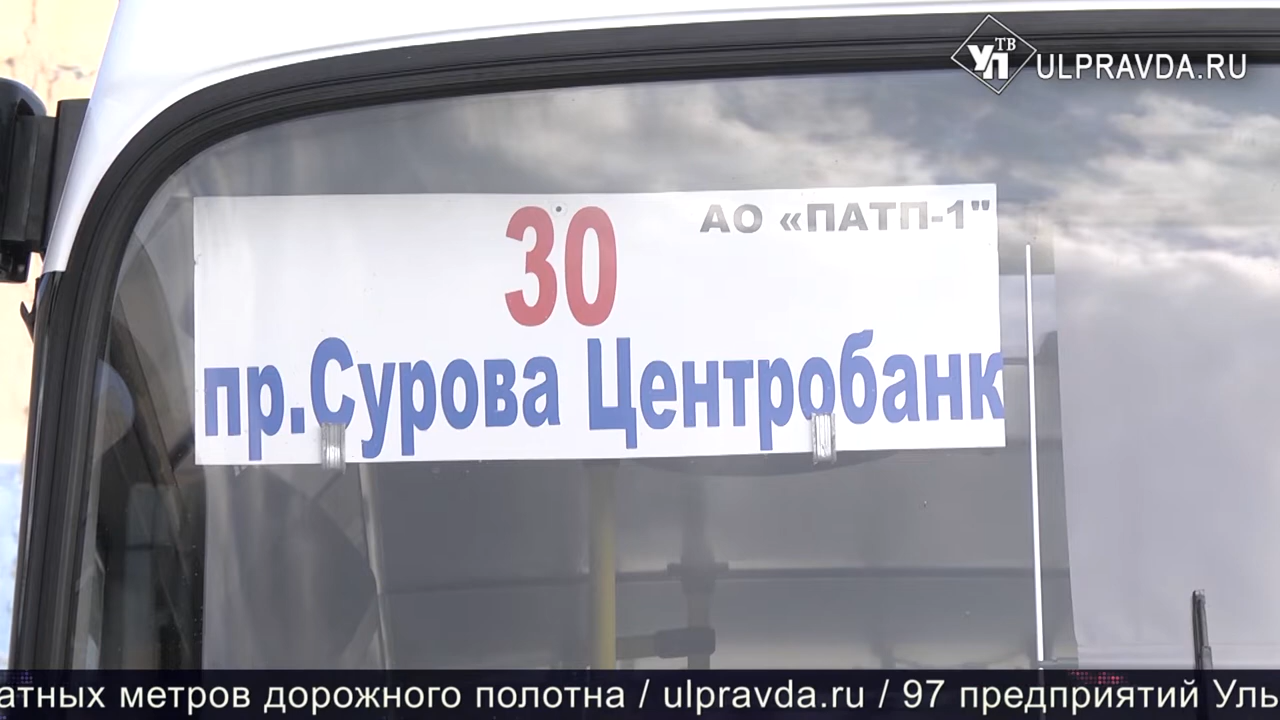 УП ТВ ULPRAVDA.RU
АО «ПАТП-1"
30
пр.Сурова Центробанк
атных метров дорожного полотна / ulpravda.ru / 97 предприятий Уль